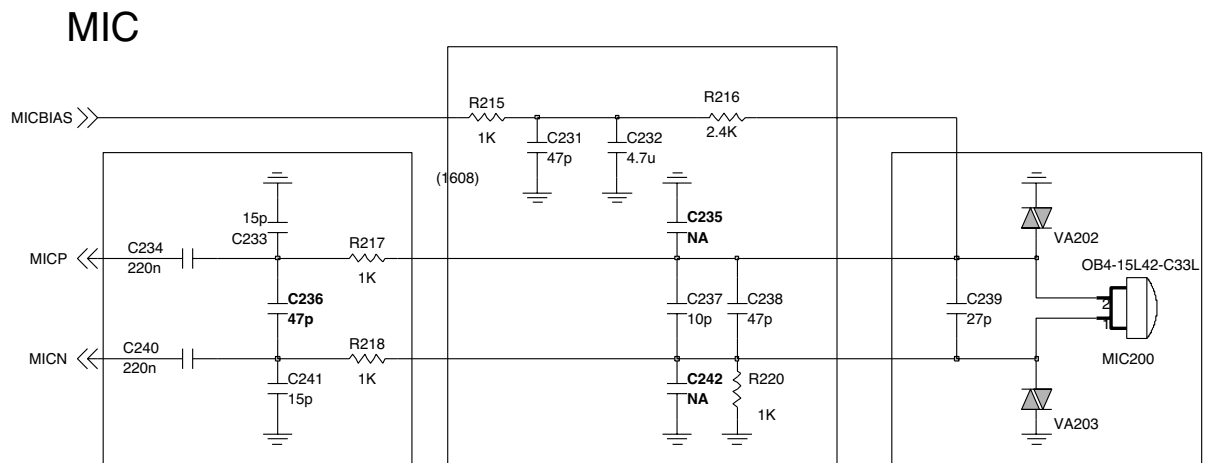 MIC
MICBIAS
R215
1K
C231
47p
C232
4.7u
R216
2.4K
(1608)
15p
C233
C235
NA
VA202
MICP
C234
220n
R217
1K
OB4-15L42-C33L
C236
47p
C237
10p
C238
47p
C239
27p
2
1
MIC200
MICN
C240
220n
R218
1K
C241
15p
C242
NA
R220
1K
VA203